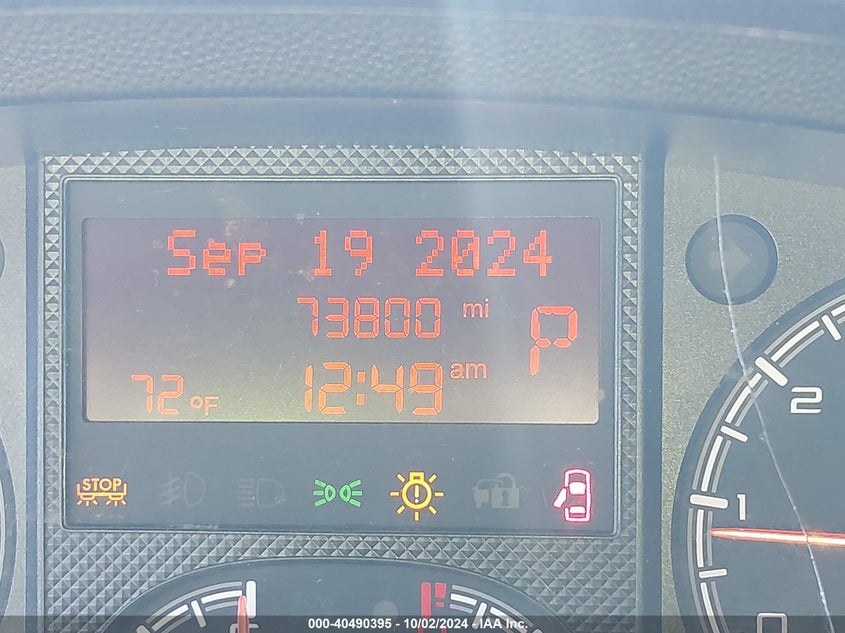 Sep 19 2024
73800 mi
P
72 °F 12:49 am
STOP
2
1
0
000-40490395 - 10/02/2024 - IAA Inc.